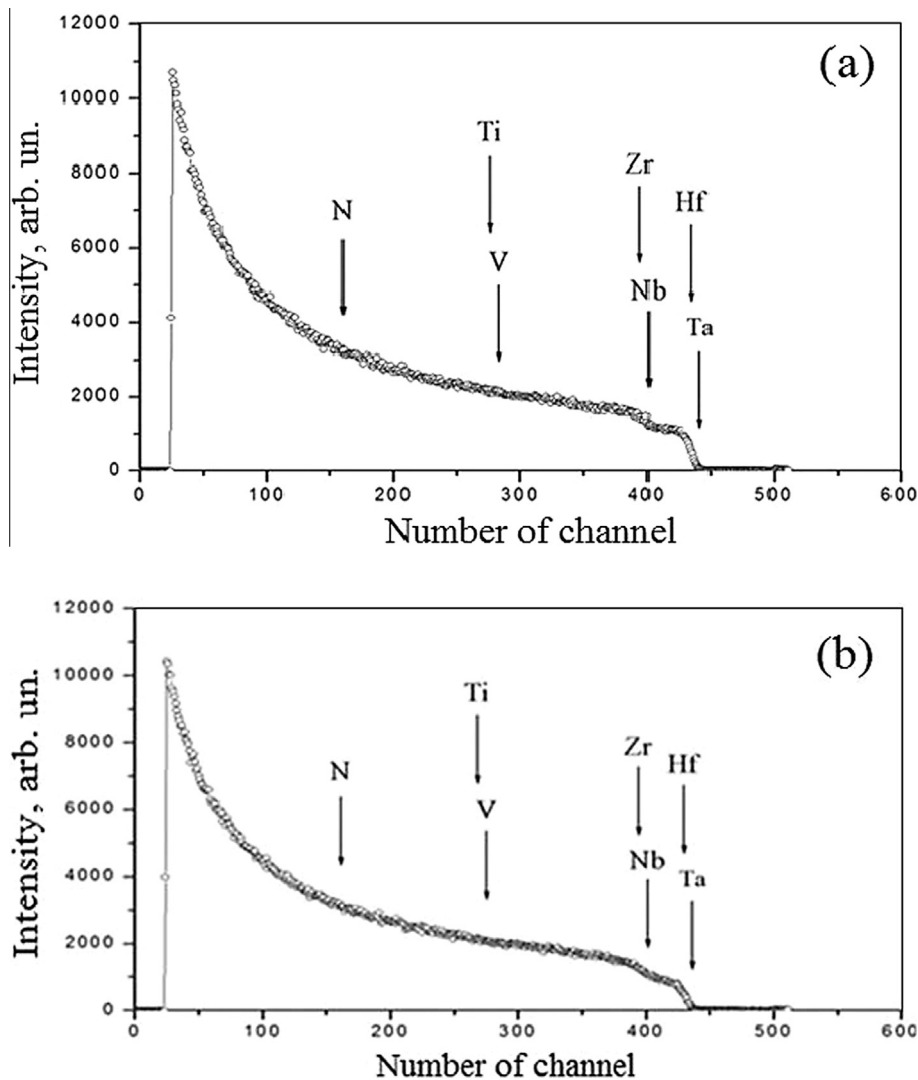 12000
(a)
10000
Ti
Zr
8000
Hf
N
6000
V
Nb
4000
Ta
2000
0
0 100 200 300 400 500 600
Intensity, arb. un.
Number of channel
12000
(b)
10000
Ti
Zr
8000
N
Hf
6000
V
Nb
4000
Ta
2000
0
0 100 200 300 400 500 600
Intensity, arb. un.
Number of channel